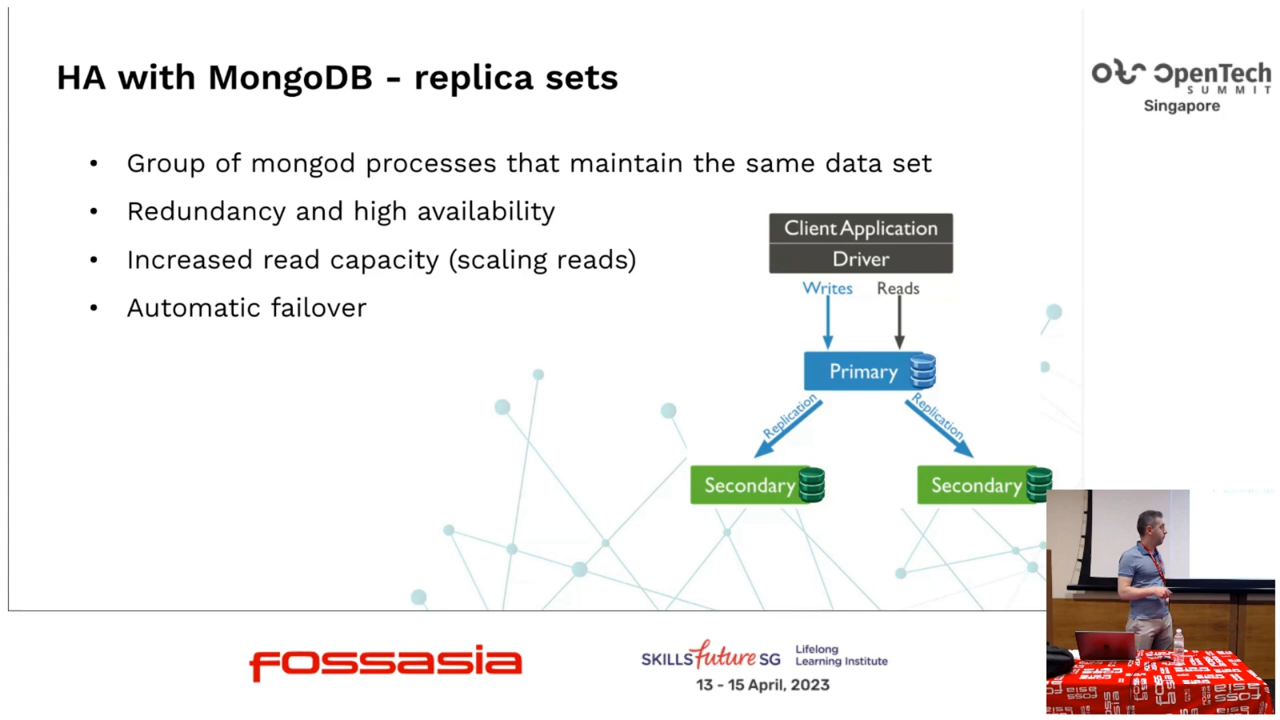 HA with MongoDB - replica sets
OpenTech
SUMMIT
Singapore
• Group of mongod processes that maintain the same data set
• Redundancy and high availability
• Increased read capacity (scaling reads)
• Automatic failover
Client Application
Driver
Writes Reads
Primary
Replication Replication
Secondary Secondary
FOSSASIA
SKILLSfuture SG
Lifelong
Learning Institute
13 - 15 April, 2023